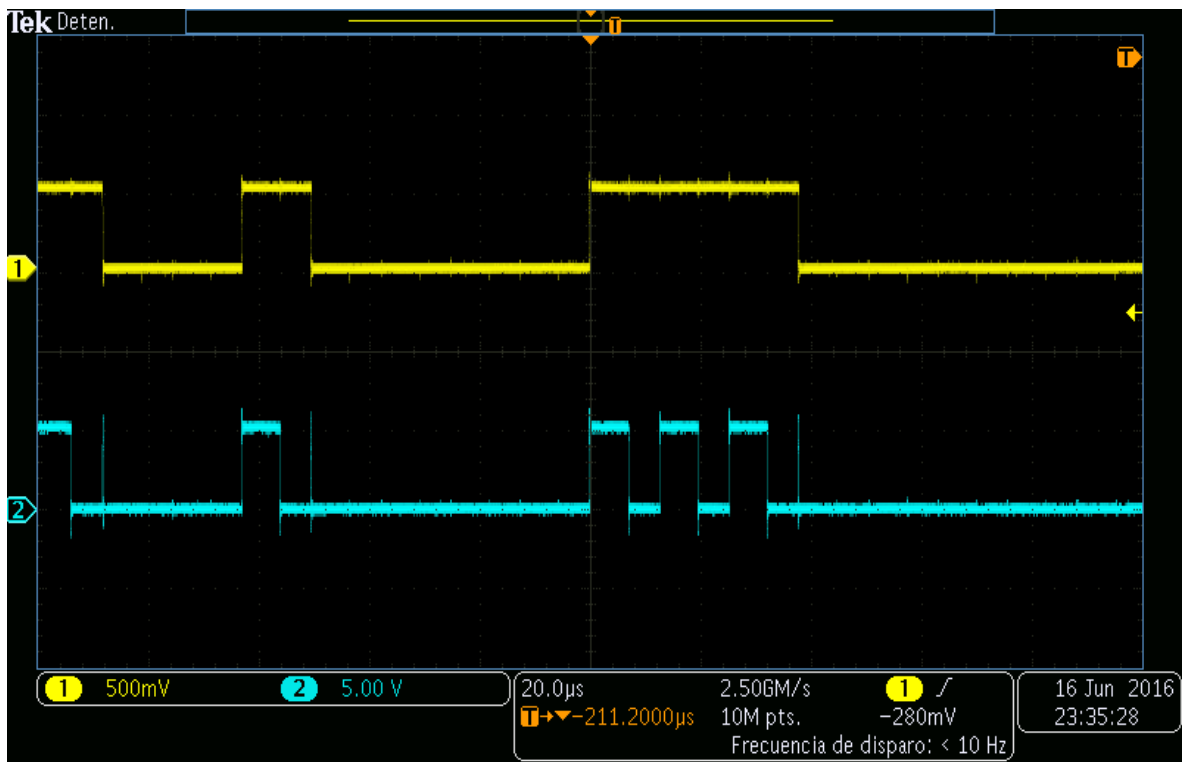 Tek Deten.
T
T
1
2
1 500mV 2 5.00 V
20.0µs 2.50GM/s 1
T→▼−211.2000µs 10M pts. −280mV
Frecuencia de disparo: < 10 Hz
16 Jun 2016
23:35:28